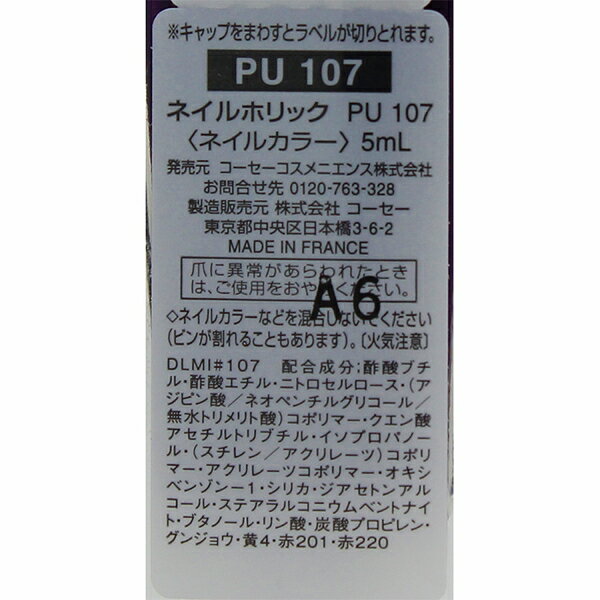 ※キャップをまわすとラベルが切りとれます。
PU 107
ネイルホリック PU 107
〈ネイルカラー〉5mL
発売元 コーセーコスメニエンス株式会社
お問合せ先 0120-763-328
製造販売元 株式会社 コーセー
東京都中央区日本橋3-6-2
MADE IN FRANCE
爪に異常があらわれたとき
は、ご使用をおやめください。
A6
◇ネイルカラーなどを混合しないでください
(ビンが割れることもあります)。〔火気注意〕
DLMI#107 配合成分;酢酸ブチ
ル・酢酸エチル・ニトロセルロース・(ア
ジピン酸/ネオペンチルグリコール/
無水トリメリト酸)コポリマー・クエン酸
アセチルトリブチル・イソプロパノー
ル・(スチレン/アクリレーツ)コポリ
マー・アクリレーツコポリマー・オキシ
ベンゾン-1・シリカ・ジアセトンアル
コール・ステアラルコニウムベントナイ
ト・ブタノール・リン酸・炭酸プロピレン・
グンジョウ・黄4・赤201・赤220